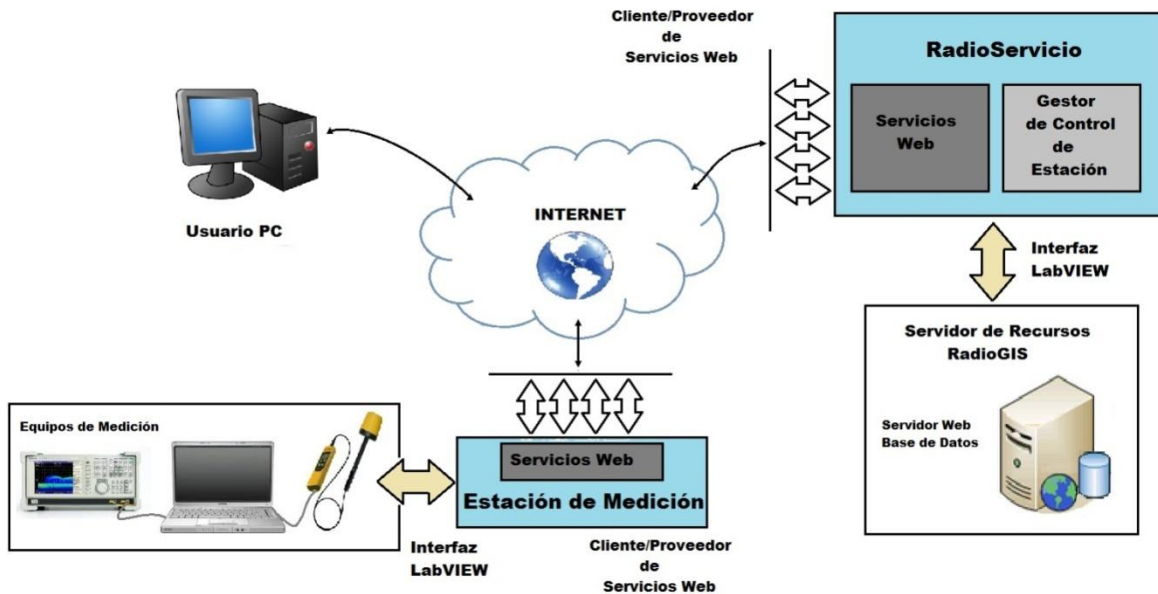 Cliente/Proveedor
de
Servicios Web
RadioServicio
Servicios
Web
Gestor
de Control
de
Estación
Usuario PC
INTERNET
Interfaz
LabVIEW
Servidor de Recursos
RadioGIS
Servidor Web
Base de Datos
Equipos de Medición
Servicios Web
Estación de Medición
Interfaz
LabVIEW
Cliente/Proveedor
de
Servicios Web